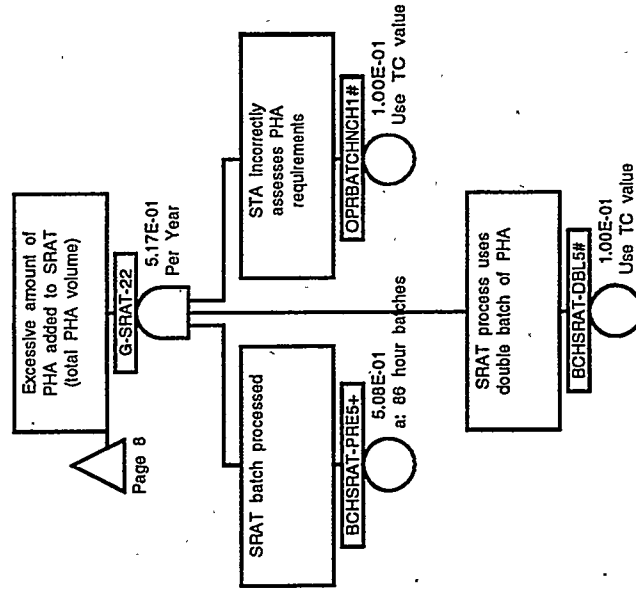 Excessive amount of
PHA added to SRAT
(total PHA volume)
G-SRAT-22
5.17E-01
Per Year
Page 8
SRAT batch processed
BCHSRAT-PRE5+
5.08E-01
a: 86 hour batches
STA incorrectly
assesses PHA
requirements
OPRBATCHNCH1#
1.00E-01
Use TC value
SRAT process uses
double batch of PHA
BCHSRAT-DBL5#
1.00E-01
Use TC value